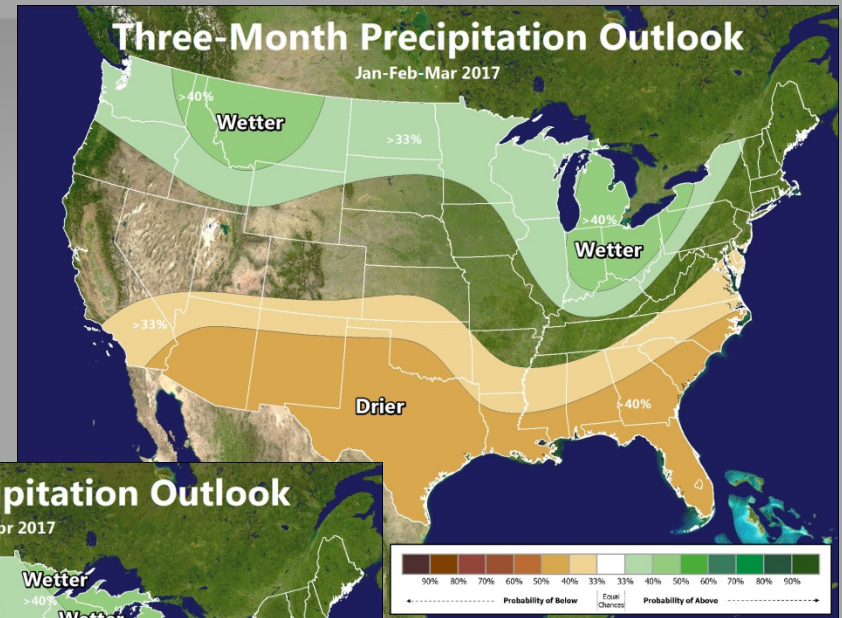 Three-Month Precipitation Outlook
Jan-Feb-Mar 2017
>40%
Wetter
>33%
>40%
Wetter
>33%
Drier
>40%
90% 80% 70% 60% 50% 40% 33% 33% 40% 50% 60% 70% 80% 90%
Probability of Below Equal Chances Probability of Above
pitation Outlook
pr 2017
Wetter
>40%
Wetter